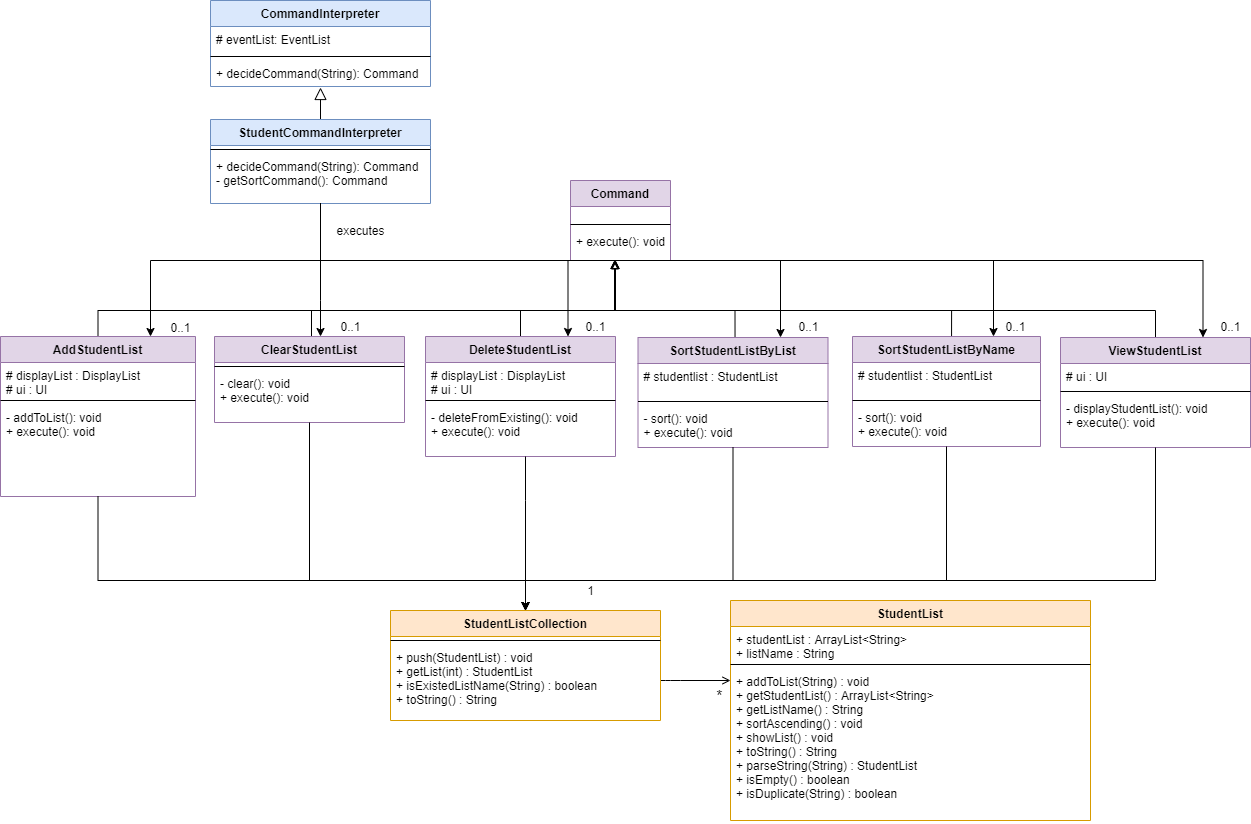 CommandInterpreter
# eventList: EventList
+ decideCommand(String): Command
StudentCommandInterpreter
+ decideCommand(String): Command
- getSortCommand(): Command
executes
Command
+ execute(): void
0..1
0..1
0..1
0..1
0..1
0..1
AddStudentList
# displayList : DisplayList
# ui : UI
- addToList(): void
+ execute(): void
ClearStudentList
- clear(): void
+ execute(): void
DeleteStudentList
# displayList : DisplayList
# ui : UI
- deleteFromExisting(): void
+ execute(): void
SortStudentListByList
# studentlist : StudentList
- sort(): void
+ execute(): void
SortStudentListByName
# studentlist : StudentList
- sort(): void
+ execute(): void
ViewStudentList
# ui : UI
- displayStudentList(): void
+ execute(): void
1
StudentListCollection
+ push(StudentList) : void
+ getList(int) : StudentList
+ isExistedListName(String) : boolean
+ toString() : String
*
StudentList
+ studentList : ArrayList<String>
+ listName : String
+ addToList(String) : void
+ getStudentList() : ArrayList<String>
+ getListName() : String
+ sortAscending() : void
+ showList() : void
+ toString() : String
+ parseString(String) : StudentList
+ isEmpty() : boolean
+ isDuplicate(String) : boolean